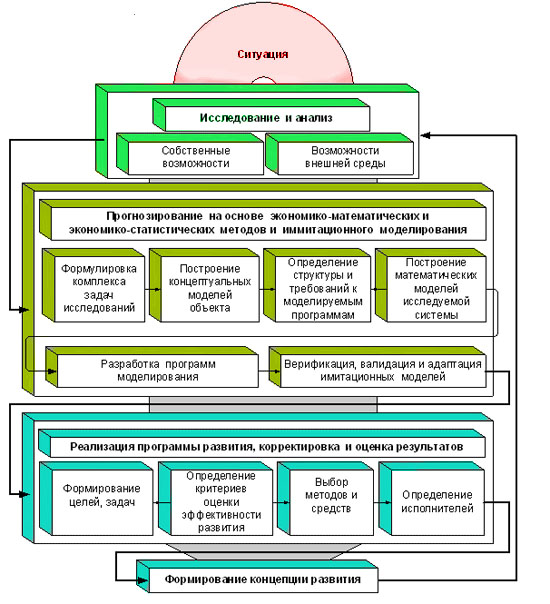 Ситуация
Исследование и анализ
Собственные
возможности
Возможности
внешней среды
Прогнозирование на основе экономико-математических и
экономико-статистических методов и иммитационного моделирования
Формулировка
комплекса
задач
исследований
Построение
концептуальных
моделей
объекта
Определение
структуры и
требований к
моделируемым
программам
Построение
математических
моделей
исследуемой
системы
Разработка программ
моделирования
Верификация, валидация и адаптация
имитационных моделей
Реализация программы развития, корректировка и оценка результатов
Формирование
целей, задач
Определение
критериев
оценки
эффективности
развития
Выбор
методов и
средств
Определение
исполнителей
Формирование концепции развития